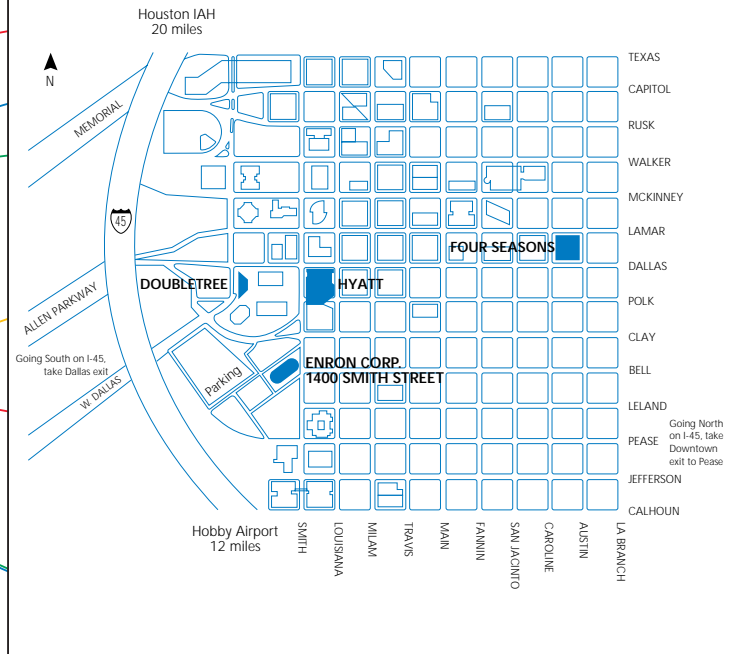 Houston IAH
20 miles
N
MEMORIAL
45
TEXAS
CAPITOL
RUSK
WALKER
MCKINNEY
LAMAR
FOUR SEASONS
DALLAS
DOUBLETREE
HYATT
ALLEN PARKWAY
POLK
CLAY
Going South on I-45,
take Dallas exit
ENRON CORP.
1400 SMITH STREET
BELL
Parking
W. DALLAS
LELAND
PEASE
Going North
on I-45, take
Downtown
exit to Pease
JEFFERSON
CALHOUN
Hobby Airport
12 miles
SMITH
LOUISIANA
MILAM
TRAVIS
MAIN
FANNIN
SAN JACINTO
CAROLINE
AUSTIN
LA BRANCH